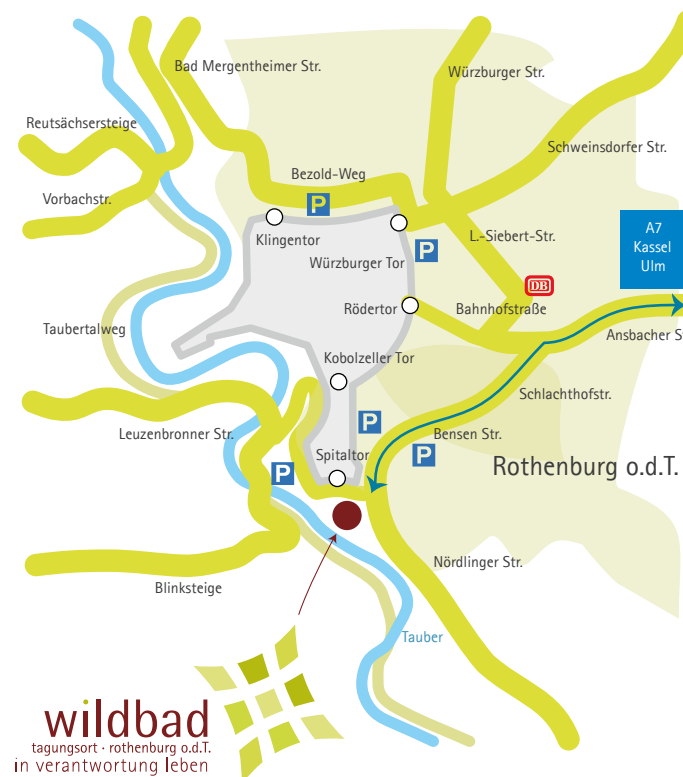 Bad Mergentheimer Str.
Würzburger Str.
Reutsächsersteige
Schweinsdorfer Str.
Bezold-Weg
Vorbachstr.
P
Klingentor
Würzburger Tor
P
L.-Siebert-Str.
A7
Kassel
Ulm
DB
Rödertor
Bahnhofstraße
Taubertalweg
Ansbacher S
Kobolzeller Tor
Schlachthofstr.
Leuzenbronner Str.
P
Bensen Str.
P
Spitaltor
P
Rothenburg o.d.T.
Nördlinger Str.
Blinksteige
Tauber
wildbad
tagungsort · rothenburg o.d.T.
in verantwortung leben